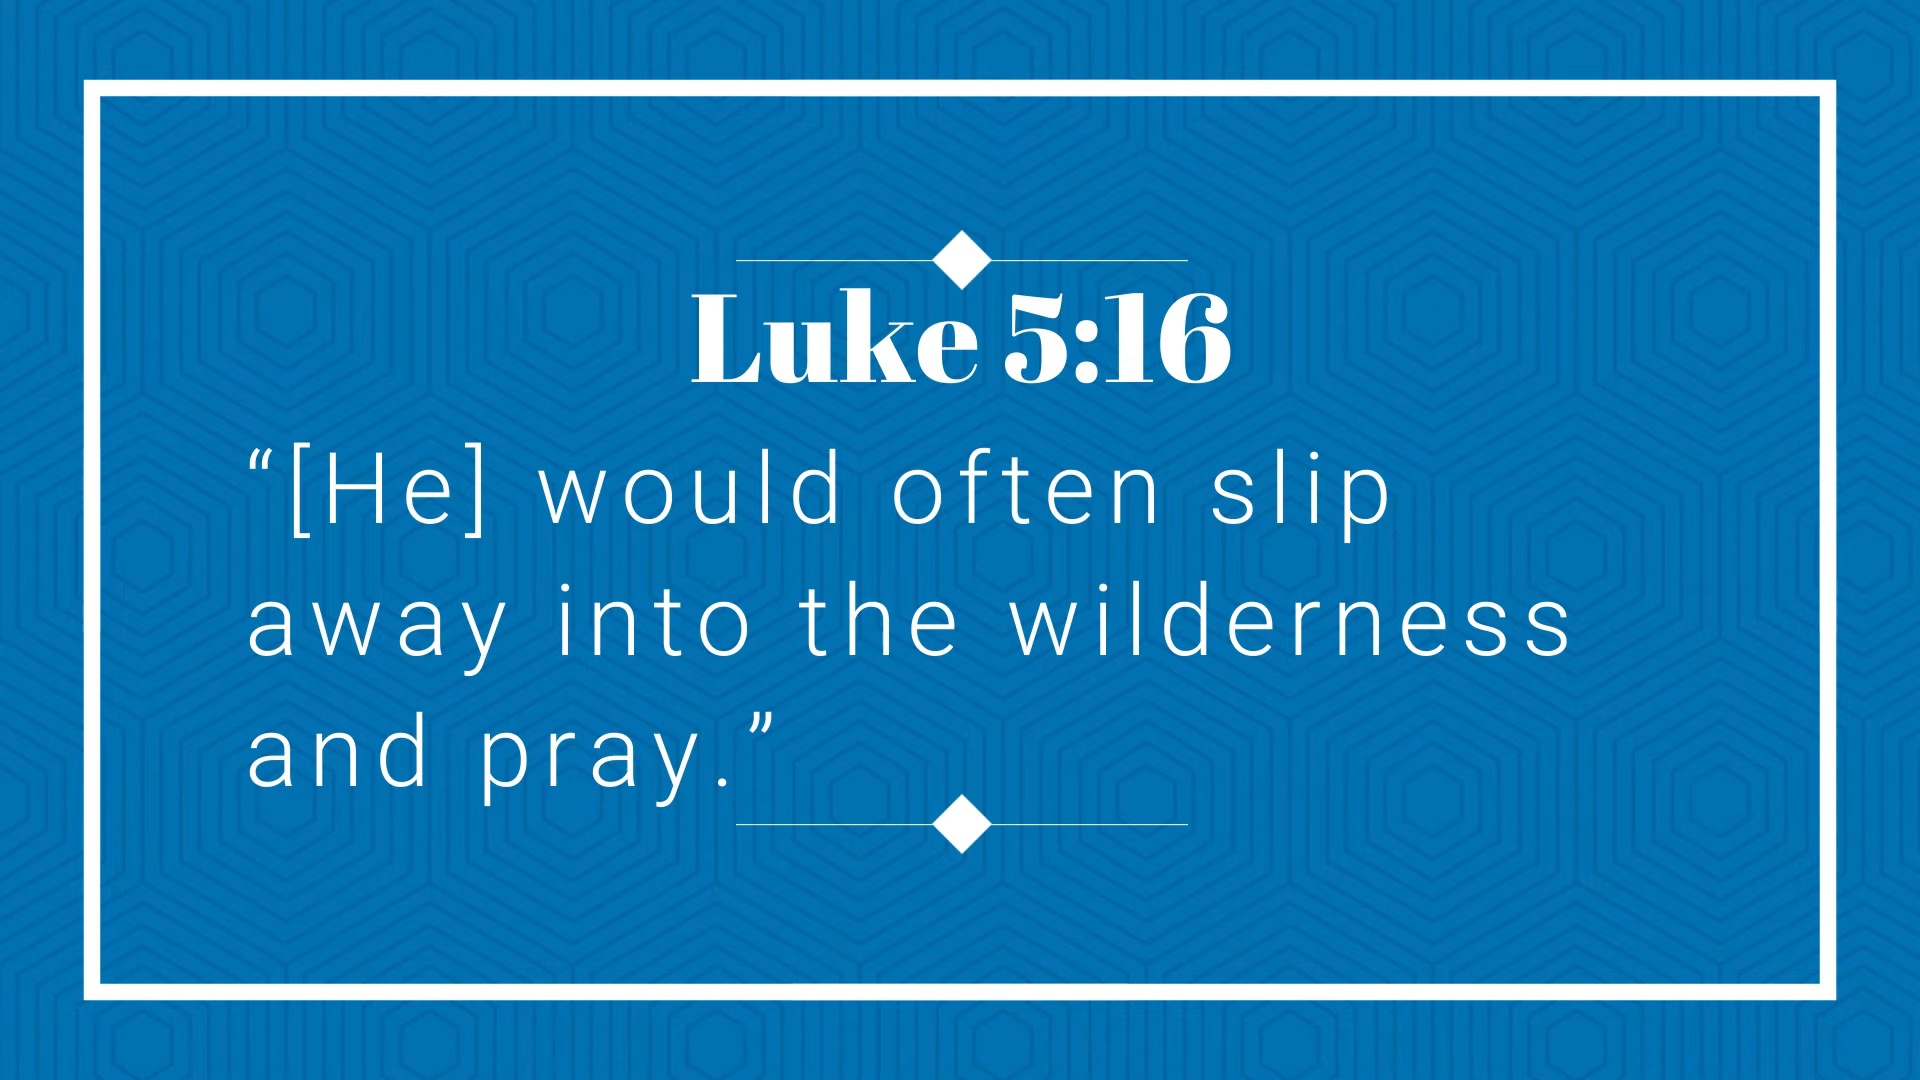 Luke 5:16
“[He] would often slip
away into the wilderness
and pray.”